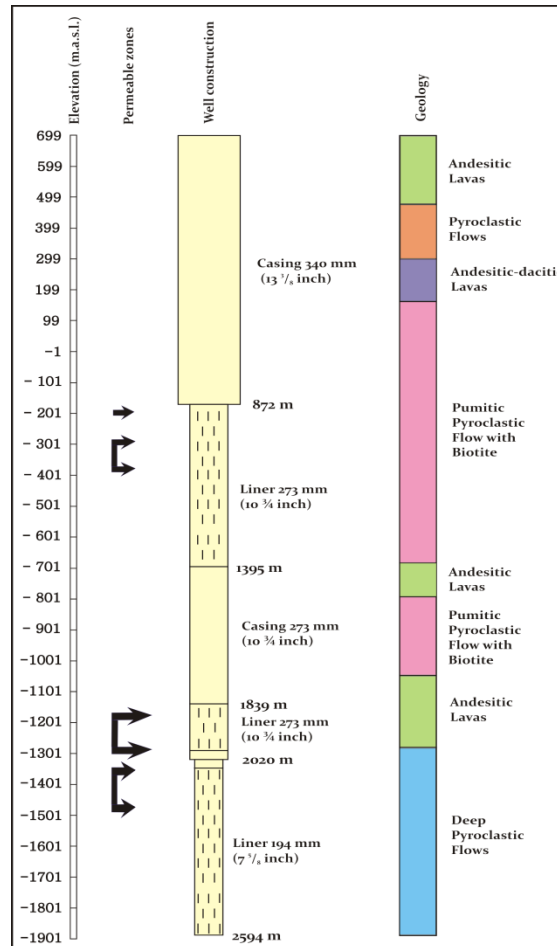 Elevation (m.a.s.l.)
Permeable zones
Well construction
Geology
699
599
499
399
299
199
99
-1
- 101
- 201
- 301
- 401
- 501
- 601
- 701
- 801
- 901
-1001
-1101
-1201
-1301
-1401
-1501
-1601
-1701
-1801
-1901
Casing 340 mm
(13 ³/₈ inch)
872 m
Liner 273 mm
(10 ¾ inch)
1395 m
Casing 273 mm
(10 ¾ inch)
1839 m
Liner 273 mm
(10 ¾ inch)
2020 m
Liner 194 mm
(7 ⁵/₈ inch)
2594 m
Andesitic
Lavas
Pyroclastic
Flows
Andesitic-daciti
Lavas
Pumitic
Pyroclastic
Flow with
Biotite
Andesitic
Lavas
Pumitic
Pyroclastic
Flow with
Biotite
Andesitic
Lavas
Deep
Pyroclastic
Flows